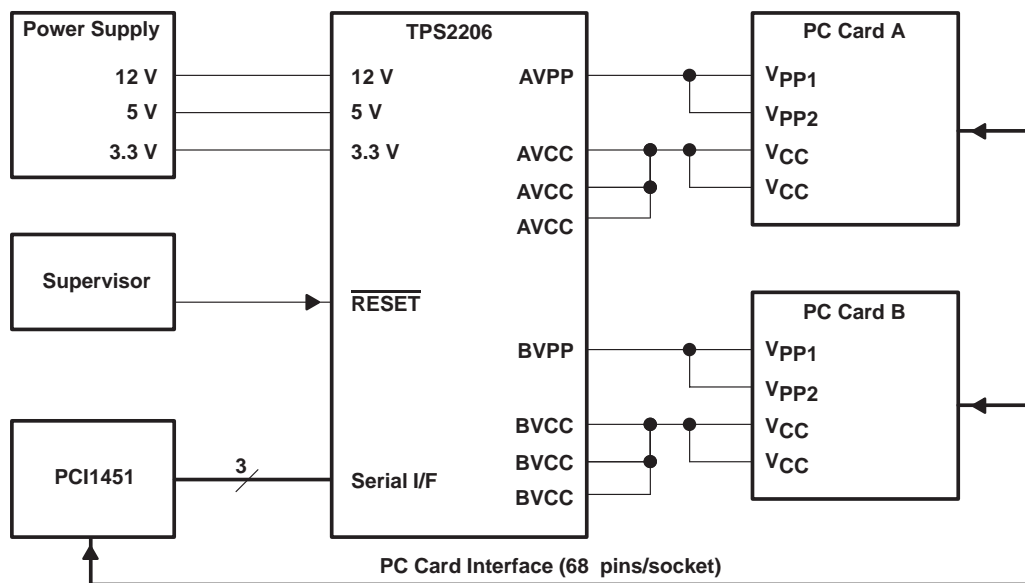 Power Supply
12 V
5 V
3.3 V
Supervisor
PCI1451
3
TPS2206
12 V
5 V
3.3 V
RESET
Serial I/F
AVPP
AVCC
AVCC
AVCC
BVPP
BVCC
BVCC
BVCC
PC Card A
VPP1
VPP2
VCC
VCC
PC Card B
VPP1
VPP2
VCC
VCC
PC Card Interface (68 pins/socket)